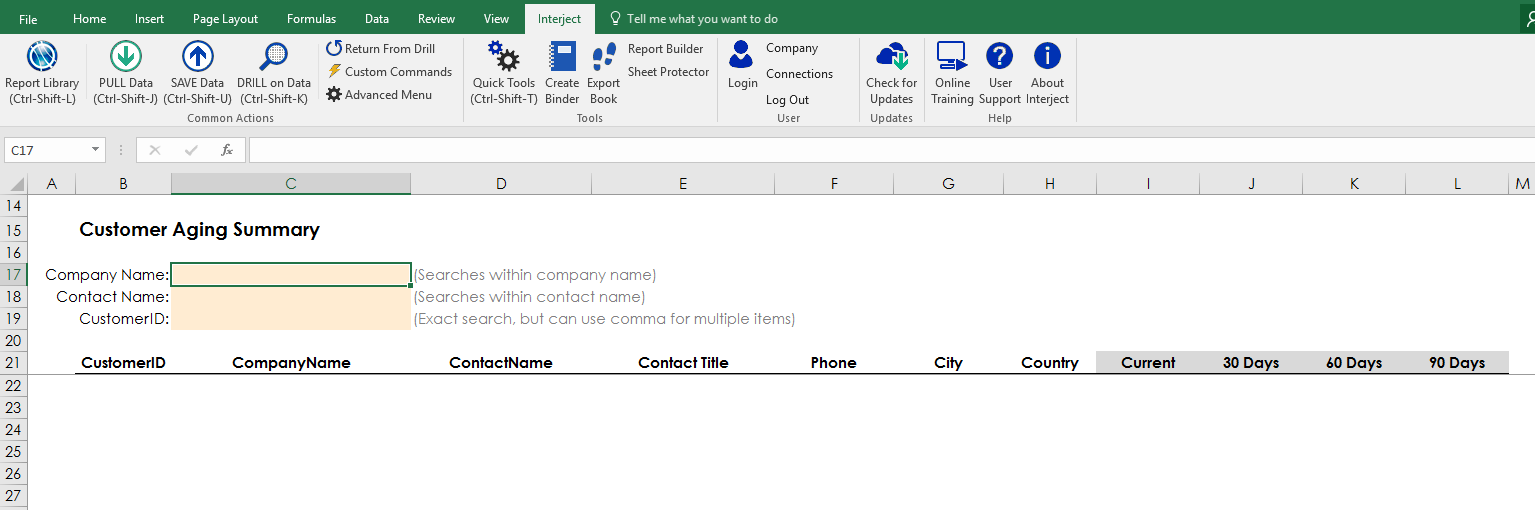 File Home Insert Page Layout Formulas Data Review View Interject Tell me what you want to do
Report Library (Ctrl-Shift-L)
PULL Data (Ctrl-Shift-J)
SAVE Data (Ctrl-Shift-U)
DRILL on Data (Ctrl-Shift-K)
Return From Drill
Custom Commands
Advanced Menu
Common Actions
Quick Tools (Ctrl-Shift-T)
Create Binder
Export Book
Report Builder
Sheet Protector
Tools
Login
Company
Connections
Log Out
User
Check for Updates
Updates
Online Training
User Support
About Interject
Help
C17 fx
A B C D E F G H I J K L M
14
15 Customer Aging Summary
16
17 Company Name: (Searches within company name)
18 Contact Name: (Searches within contact name)
19 CustomerID: (Exact search, but can use comma for multiple items)
20
21 CustomerID CompanyName ContactName Contact Title Phone City Country Current 30 Days 60 Days 90 Days
22
23
24
25
26
27